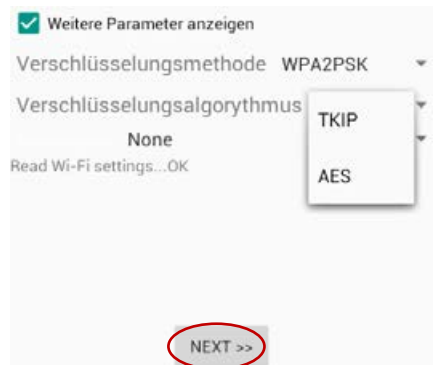 Weitere Parameter anzeigen
Verschlüsselungsmethode WPA2PSK
Verschlüsselungsalgorythmus
TKIP
None
Read Wi-Fi settings...OK
AES
NEXT >>